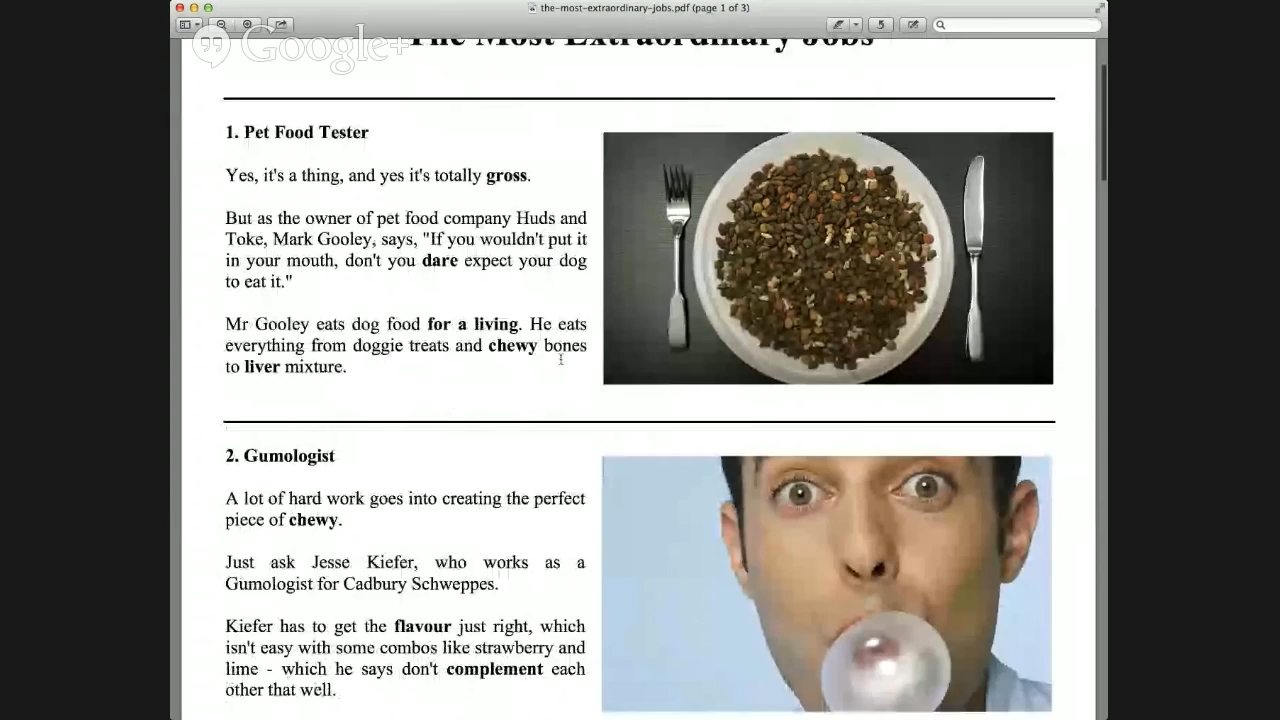 the-most-extraordinary-jobs.pdf (page 1 of 3)
Google+
The Most Extraordinary Jobs
1. Pet Food Tester
Yes, it's a thing, and yes it's totally gross.
But as the owner of pet food company Huds and
Toke, Mark Gooley, says, "If you wouldn't put it
in your mouth, don't you dare expect your dog
to eat it."
Mr Gooley eats dog food for a living. He eats
everything from doggie treats and chewy bones
to liver mixture.
2. Gumologist
A lot of hard work goes into creating the perfect
piece of chewy.
Just ask Jesse Kiefer, who works as a
Gumologist for Cadbury Schweppes.
Kiefer has to get the flavour just right, which
isn't easy with some combos like strawberry and
lime - which he says don't complement each
other that well.